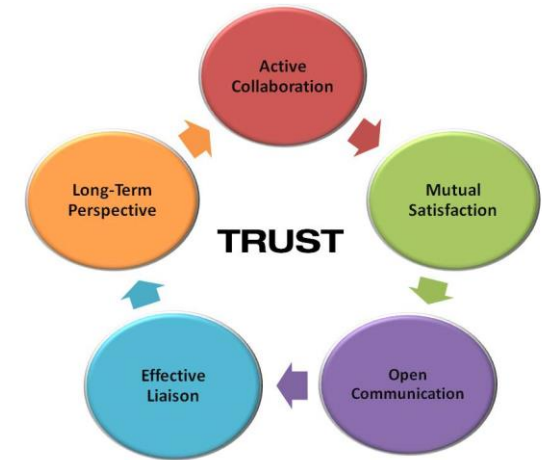 Active
Collaboration
Mutual
Satisfaction
Open
Communication
Effective
Liaison
Long-Term
Perspective
TRUST